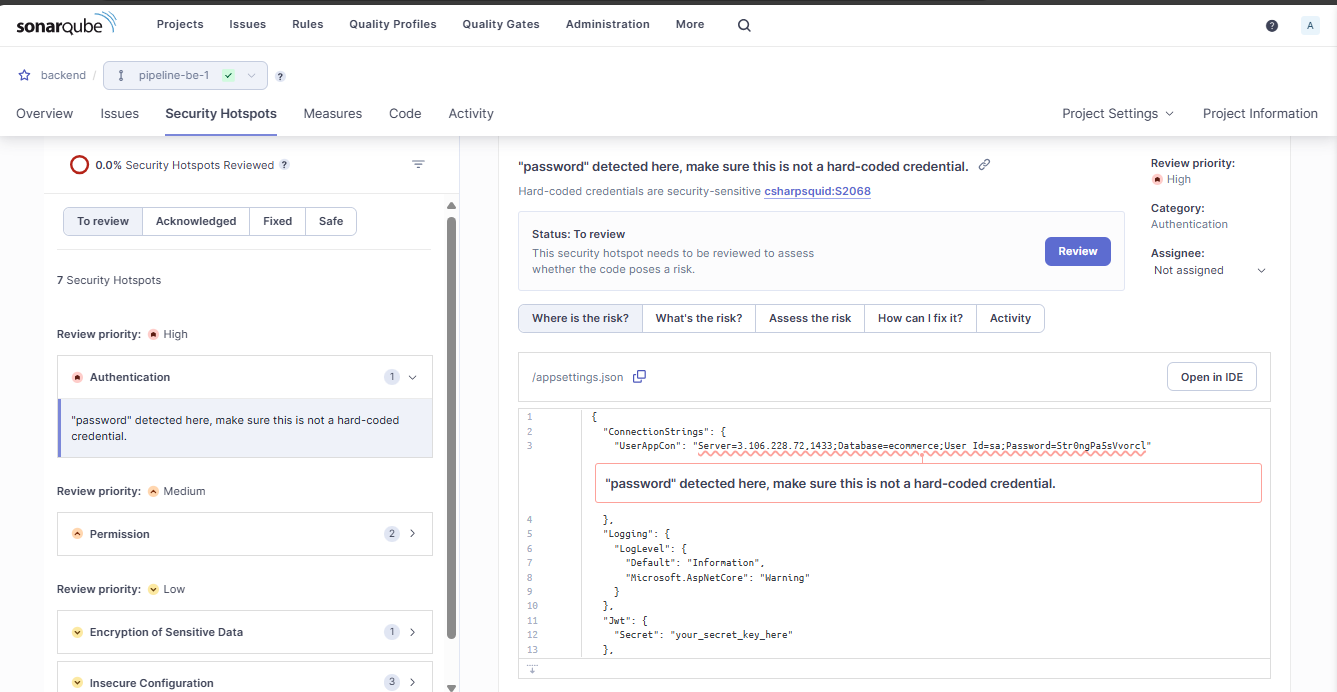 sonarqube Projects Issues Rules Quality Profiles Quality Gates Administration More ? A
backend / pipeline-be-1 ?
Overview Issues Security Hotspots Measures Code Activity Project Settings Project Information
0.0% Security Hotspots Reviewed ?
To review Acknowledged Fixed Safe
7 Security Hotspots
Review priority: High
Authentication 1
"password" detected here, make sure this is not a hard-coded
credential.
Review priority: Medium
Permission 2
Review priority: Low
Encryption of Sensitive Data 1
Insecure Configuration 3
"password" detected here, make sure this is not a hard-coded credential.
Hard-coded credentials are security-sensitive csharpsquid:S2068
Status: To review
This security hotspot needs to be reviewed to assess
whether the code poses a risk.
Review
Review priority:
High
Category:
Authentication
Assignee:
Not assigned
Where is the risk? What's the risk? Assess the risk How can I fix it? Activity
/appsettings.json Open in IDE
1 {
2 "ConnectionStrings": {
3 "UserAppCon": "Server=3.106.228.72,1433;Database=ecommerce;User Id=sa;Password=Str0ngPa5sVvorcl"
"password" detected here, make sure this is not a hard-coded credential.
4 },
5 "Logging": {
6 "LogLevel": {
7 "Default": "Information",
8 "Microsoft.AspNetCore": "Warning"
9 }
10 },
11 "Jwt": {
12 "Secret": "your_secret_key_here"
13 },